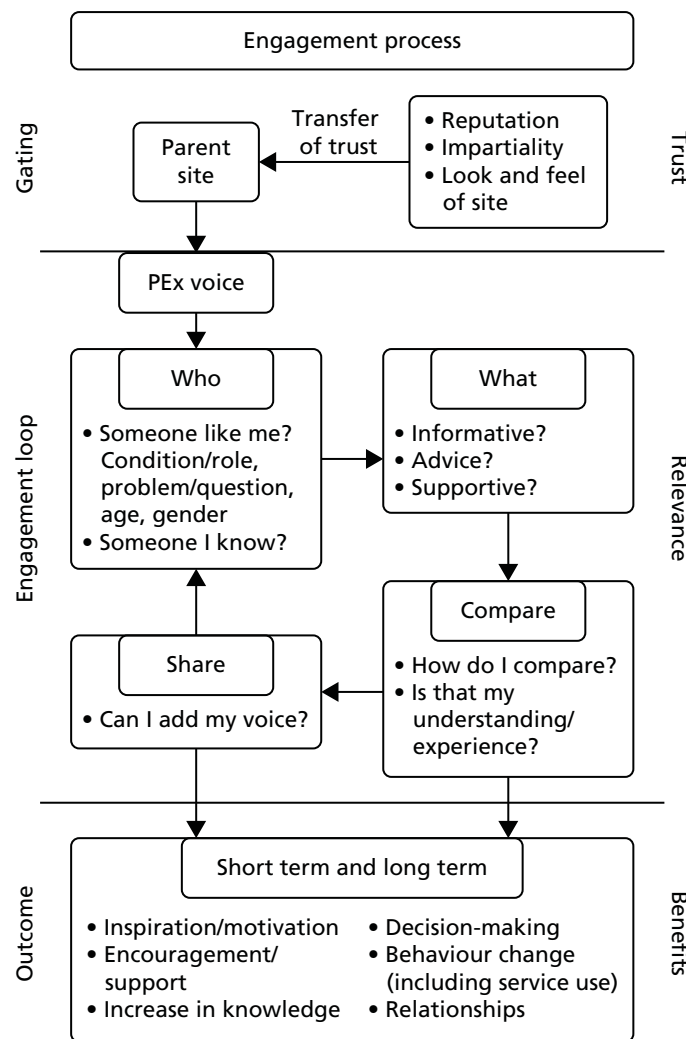 Engagement process
Gating
Parent
site
Transfer
of trust
• Reputation
• Impartiality
• Look and feel
of site
Trust
PEx voice
Engagement loop
Who
• Someone like me?
Condition/role,
problem/question,
age, gender
• Someone I know?
What
• Informative?
• Advice?
• Supportive?
Relevance
Share
• Can I add my voice?
Compare
• How do I compare?
• Is that my
understanding/
experience?
Outcome
Short term and long term
• Inspiration/motivation
• Encouragement/
support
• Increase in knowledge
• Decision-making
• Behaviour change
(including service use)
• Relationships
Benefits